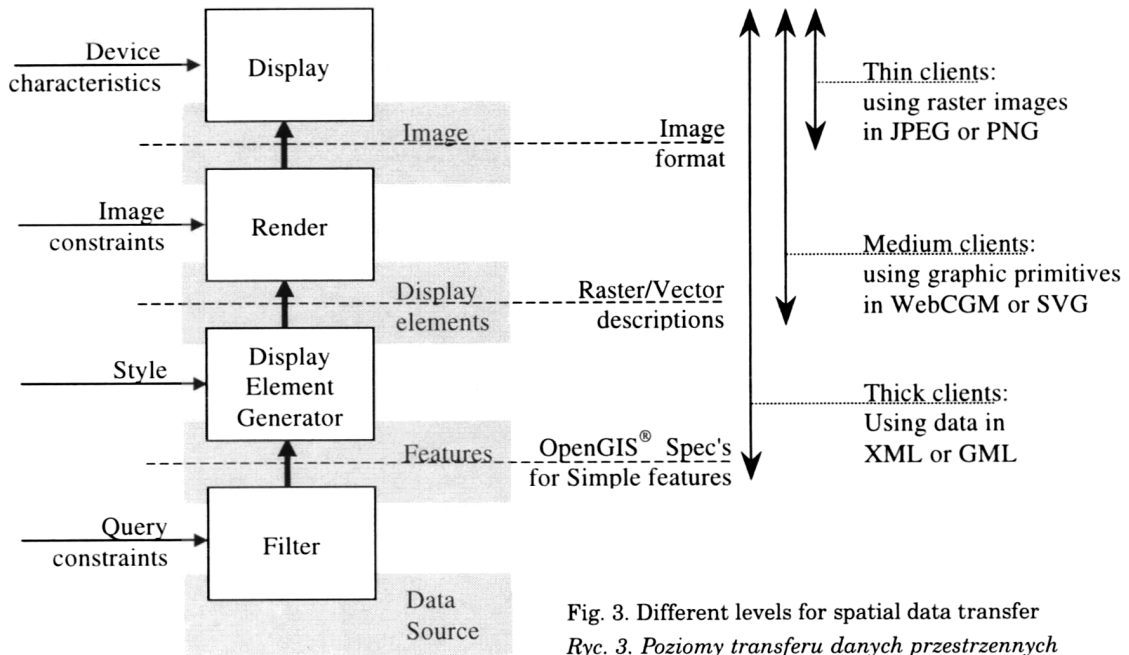 Device
characteristics
Display
Image
Image
format
Thin clients:
using raster images
in JPEG or PNG
Image
constraints
Render
Display
elements
Raster/Vector
descriptions
Medium clients:
using graphic primitives
in WebCGM or SVG
Style
Display
Element
Generator
Features
OpenGIS® Spec's
for Simple features
Thick clients:
Using data in
XML or GML
Query
constraints
Filter
Data
Source
Fig. 3. Different levels for spatial data transfer
Ryc. 3. Poziomy transferu danych przestrzennych